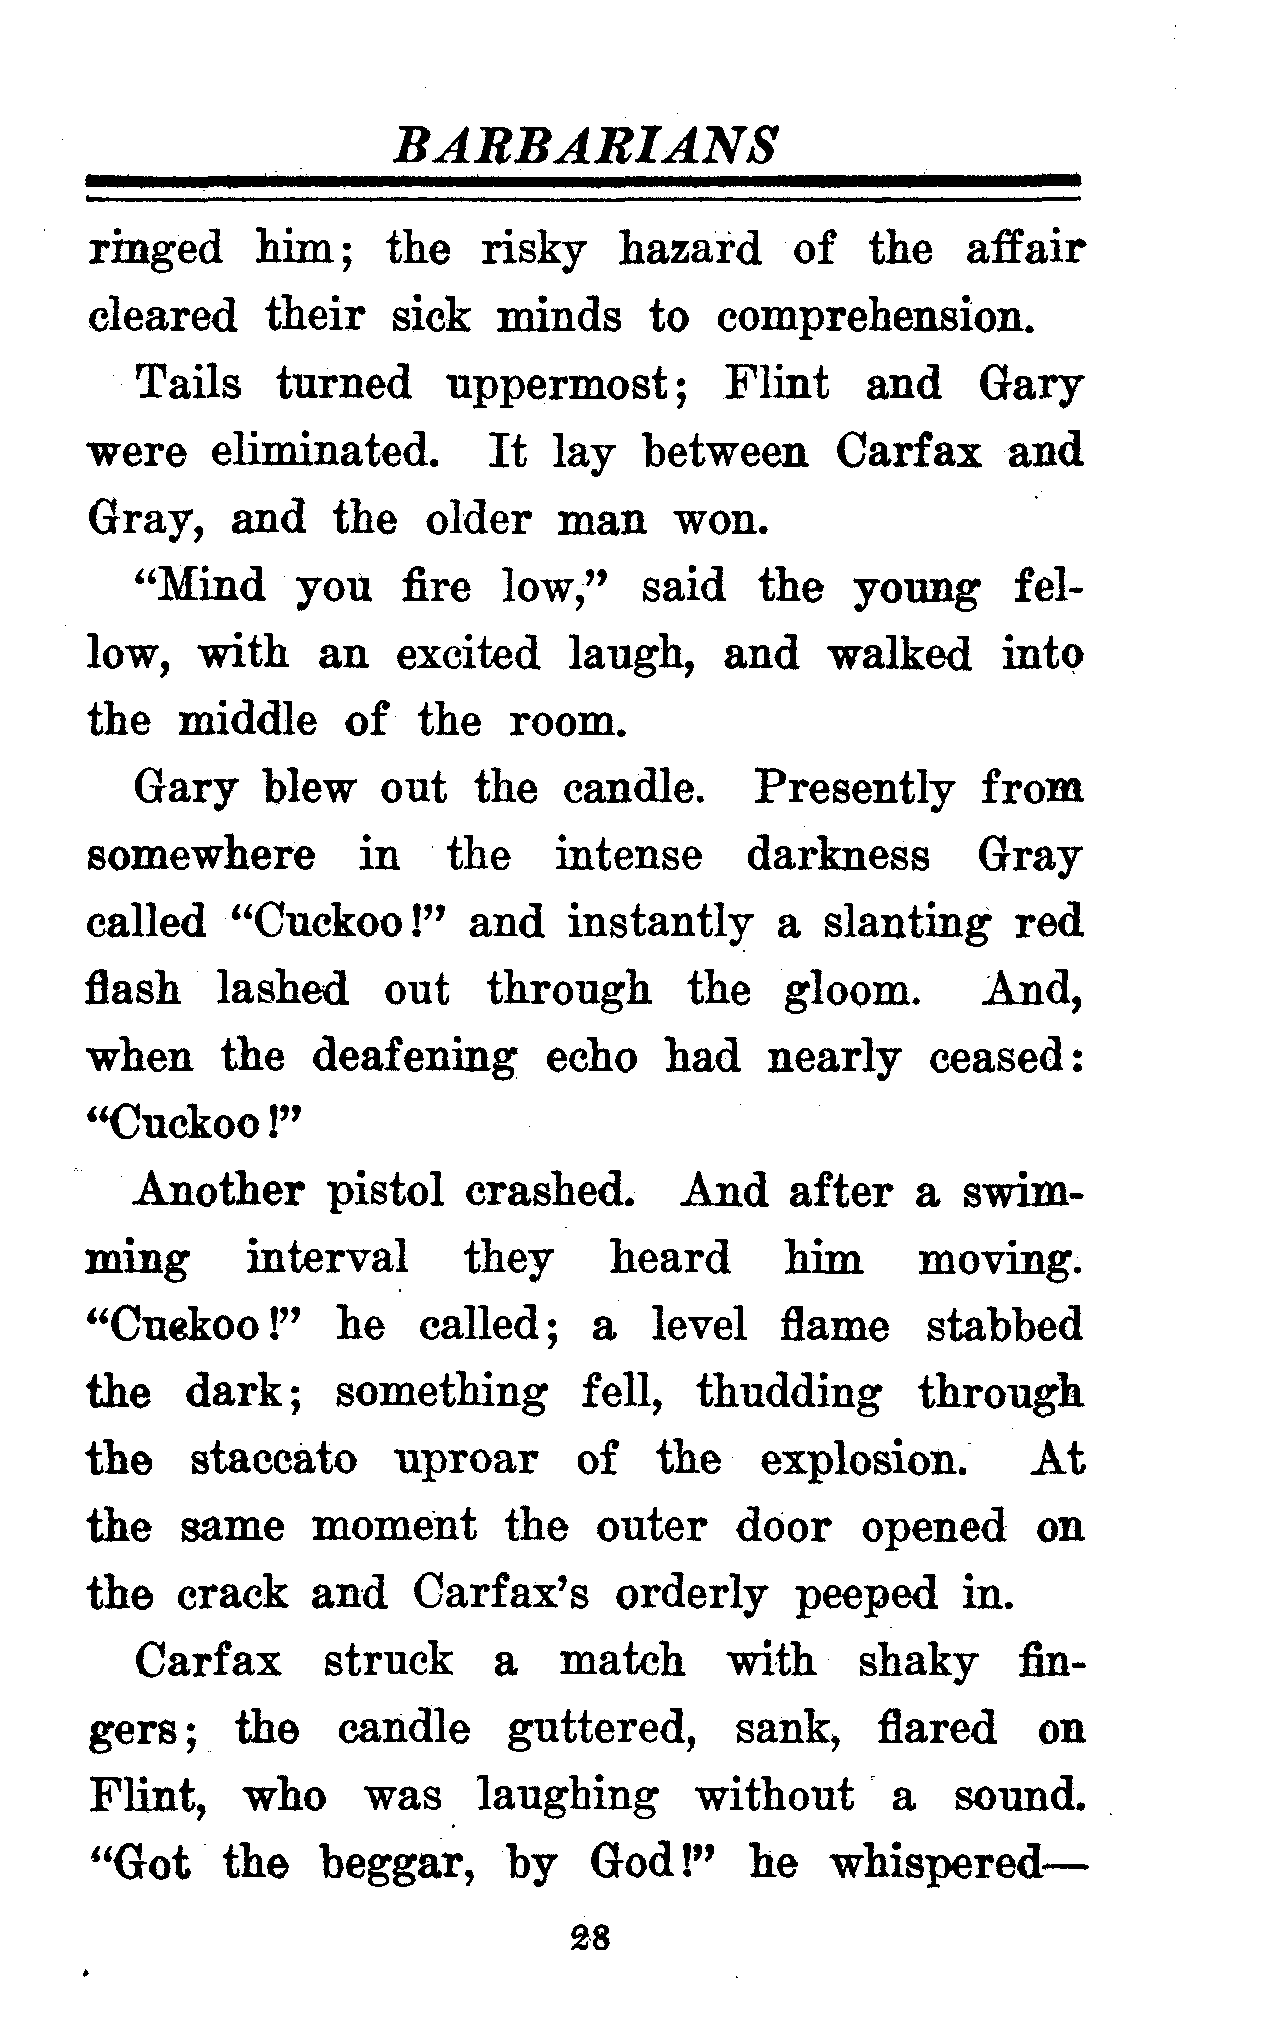 BARBARIANS
ringed him; the risky hazard of the affair
cleared their sick minds to comprehension.
Tails turned uppermost; Flint and Gary
were eliminated. It lay between Carfax and
Gray, and the older man won.
“Mind you fire low,” said the young fel-
low, with an excited laugh, and walked into
the middle of the room.
Gary blew out the candle. Presently from
somewhere in the intense darkness Gray
called “Cuckoo!” and instantly a slanting red
flash lashed out through the gloom. And,
when the deafening echo had nearly ceased:
“Cuckoo!”
Another pistol crashed. And after a swim-
ming interval they heard him moving.
“Cuckoo!” he called; a level flame stabbed
the dark; something fell, thudding through
the staccato uproar of the explosion. At
the same moment the outer door opened on
the crack and Carfax’s orderly peeped in.
Carfax struck a match with shaky fin-
gers; the candle guttered, sank, flared on
Flint, who was laughing without a sound.
“Got the beggar, by God!” he whispered—
28